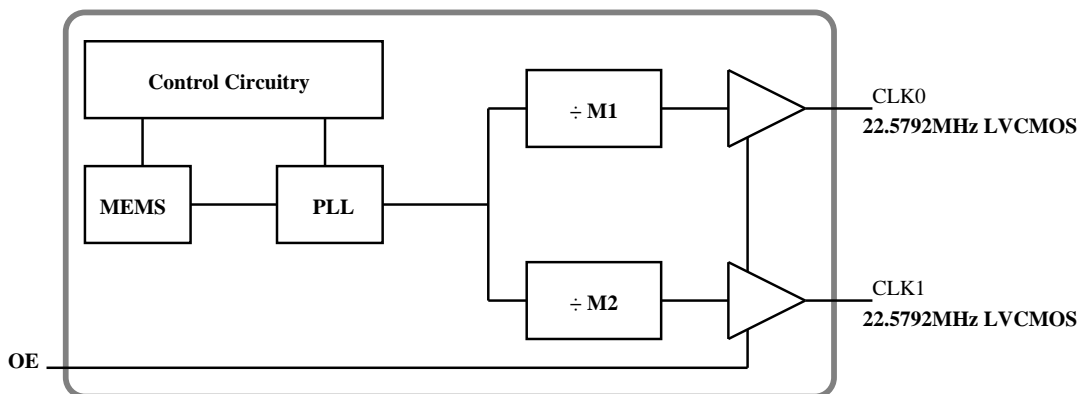 Control Circuitry
÷ M1
CLK0
22.5792MHz LVCMOS
MEMS
PLL
÷ M2
CLK1
22.5792MHz LVCMOS
OE